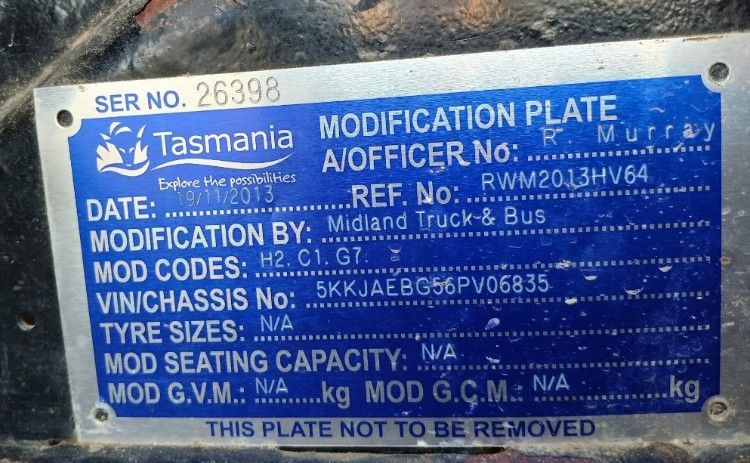 SER NO. 26398
Tasmania
Explore the possibilities
MODIFICATION PLATE
A/OFFICER No: R. Murray
DATE: 19/11/2013 REF. No: RWM2013HV64
MODIFICATION BY: Midland Truck & Bus
MOD CODES: H2. C1. G7.
VIN/CHASSIS No: 5KKJAEBG56PV06835
TYRE SIZES: N/A
MOD SEATING CAPACITY: N/A
MOD G.V.M.: N/A kg MOD G.C.M.: N/A kg
THIS PLATE NOT TO BE REMOVED